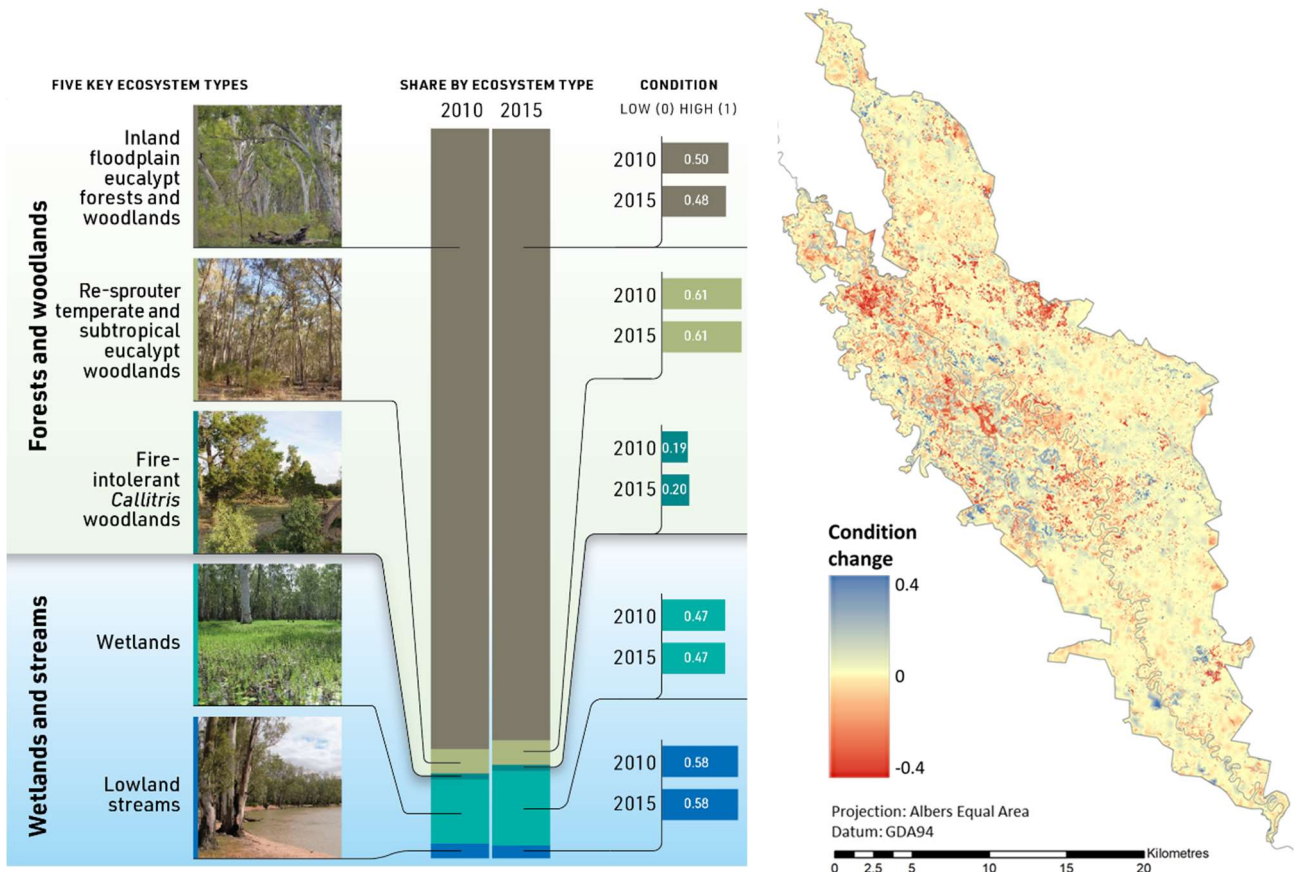 FIVE KEY ECOSYSTEM TYPES
SHARE BY ECOSYSTEM TYPE
2010 2015
CONDITION
LOW (0) HIGH (1)
Forests and woodlands
Inland
floodplain
eucalypt
forests and
woodlands
2010 0.50
2015 0.48
Re-sprouter
temperate and
subtropical
eucalypt
woodlands
2010 0.61
2015 0.61
Fire-
intolerant
Callitris
woodlands
2010 0.19
2015 0.20
Wetlands and streams
Wetlands
2010 0.47
2015 0.47
Lowland
streams
2010 0.58
2015 0.58
Condition
change
0.4
0
-0.4
Projection: Albers Equal Area
Datum: GDA94
Kilometres
0 2.5 5 10 15 20